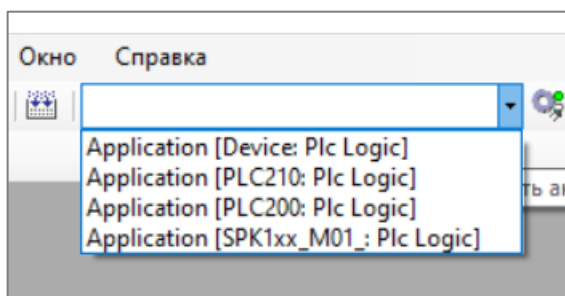 Окно Справка
Application [Device: Plc Logic]
Application [PLC210: Plc Logic]
Application [PLC200: Plc Logic]
Application [SPK1xx_M01_: Plc Logic]